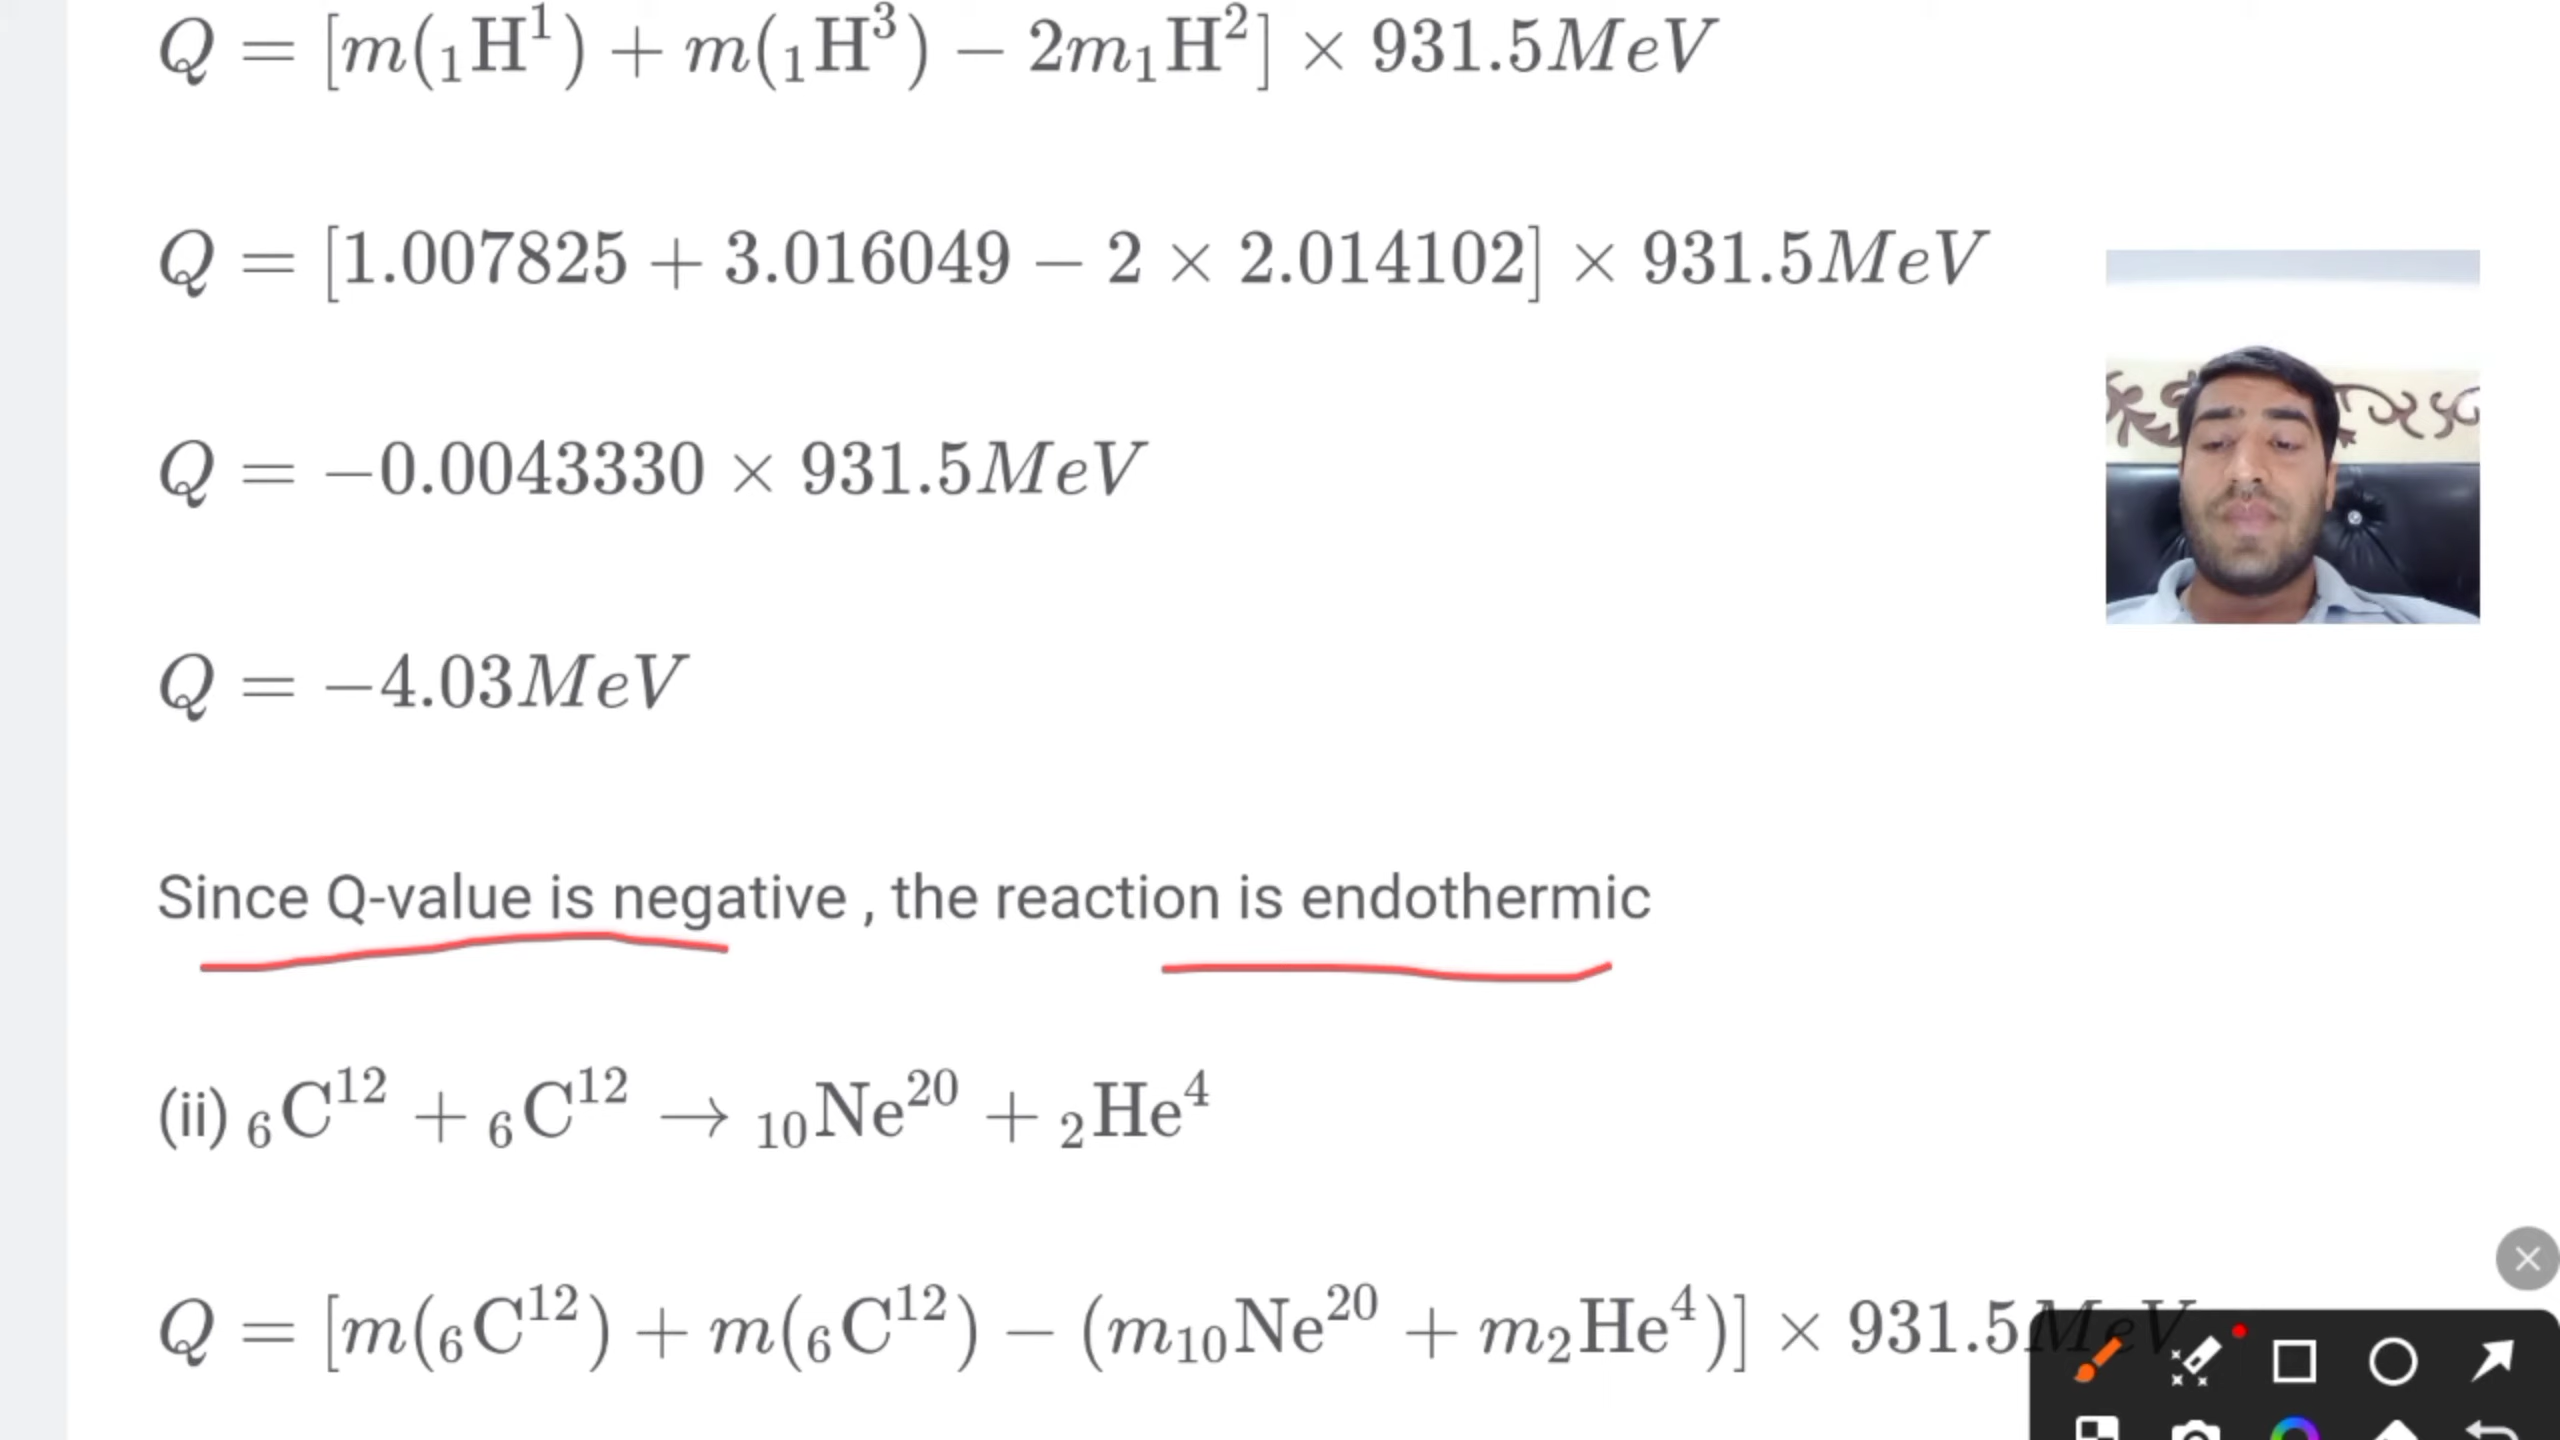 Q = [m(₁H¹) + m(₁H³) − 2m₁H²] × 931.5MeV
Q = [1.007825 + 3.016049 − 2 × 2.014102] × 931.5MeV
Q = −0.0043330 × 931.5MeV
Q = −4.03MeV
Since Q-value is negative , the reaction is endothermic
(ii) ₆C¹² + ₆C¹² → ₁₀Ne²⁰ + ₂He⁴
Q = [m(₆C¹²) + m(₆C¹²) − (m₁₀Ne²⁰ + m₂He⁴)] × 931.5MeV